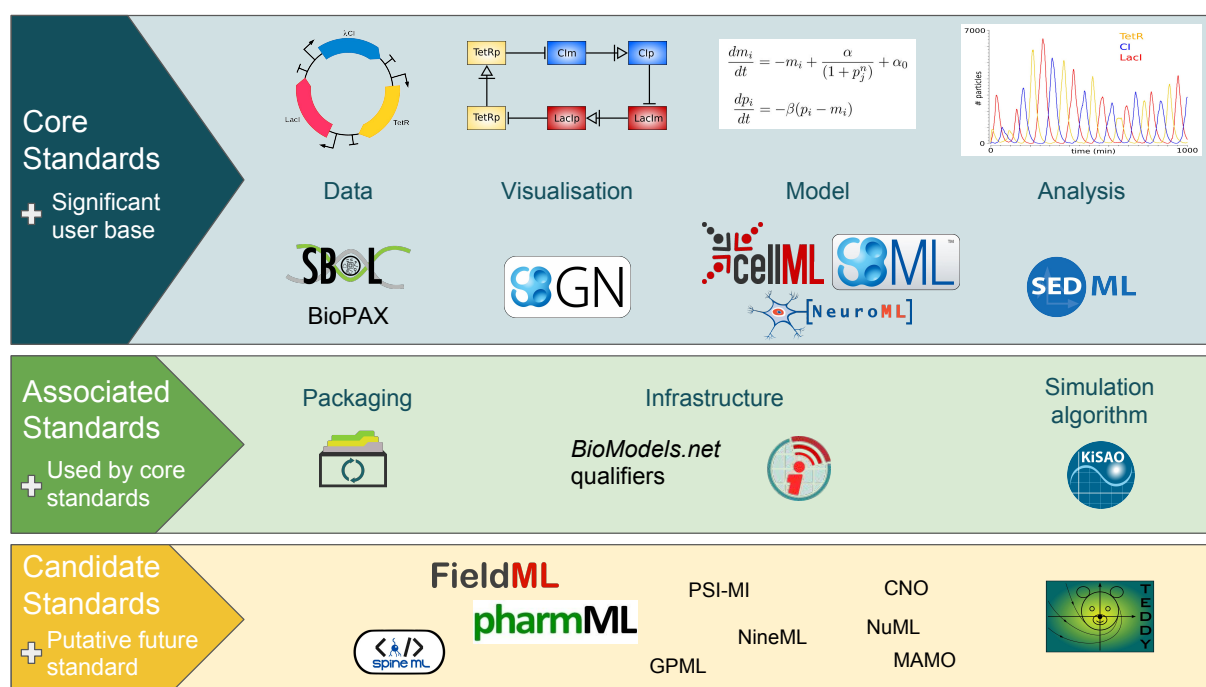 Core
Standards
Significant
user base
λCI
LacI
TetR
TetRp
CIm
CIp
TetRp
LacIp
LacIm
dm_i/dt = −m_i + α/(1 + p_j^n) + α_0
dp_i/dt = −β(p_i − m_i)
7000
# particles
0
0
time (min)
1000
TetR
CI
LacI
Data
Visualisation
Model
Analysis
SBOL
BioPAX
SBGN
cellML
SBML™
[NeuroML]
SED ML
Associated
Standards
Used by core
standards
Packaging
Infrastructure
Simulation
algorithm
BioModels.net
qualifiers
KiSAO
Candidate
Standards
Putative future
standard
FieldML
pharmML
</>
spine ML
PSI-MI
CNO
NineML
NuML
GPML
MAMO
TEDDY